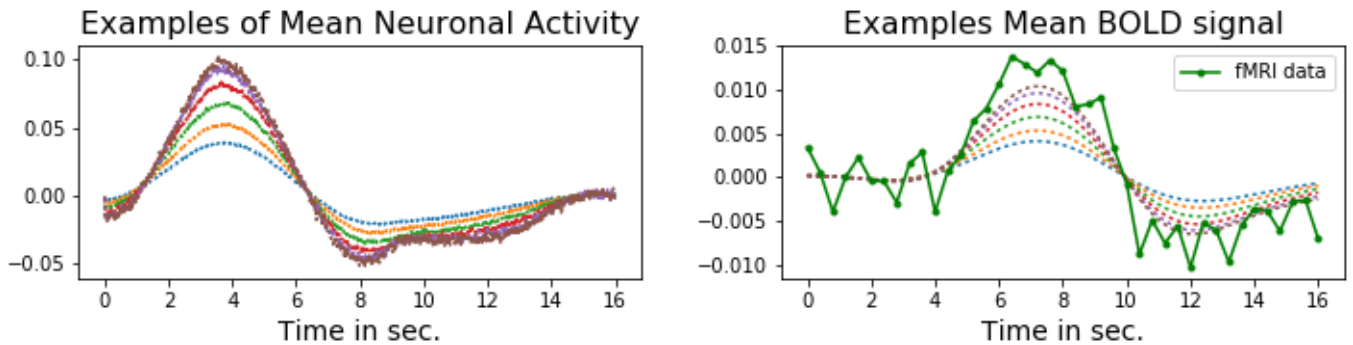 Examples of Mean Neuronal Activity
0.10
0.05
0.00
−0.05
0 2 4 6 8 10 12 14 16
Time in sec.
Examples Mean BOLD signal
0.015
0.010
0.005
0.000
−0.005
−0.010
fMRI data
0 2 4 6 8 10 12 14 16
Time in sec.